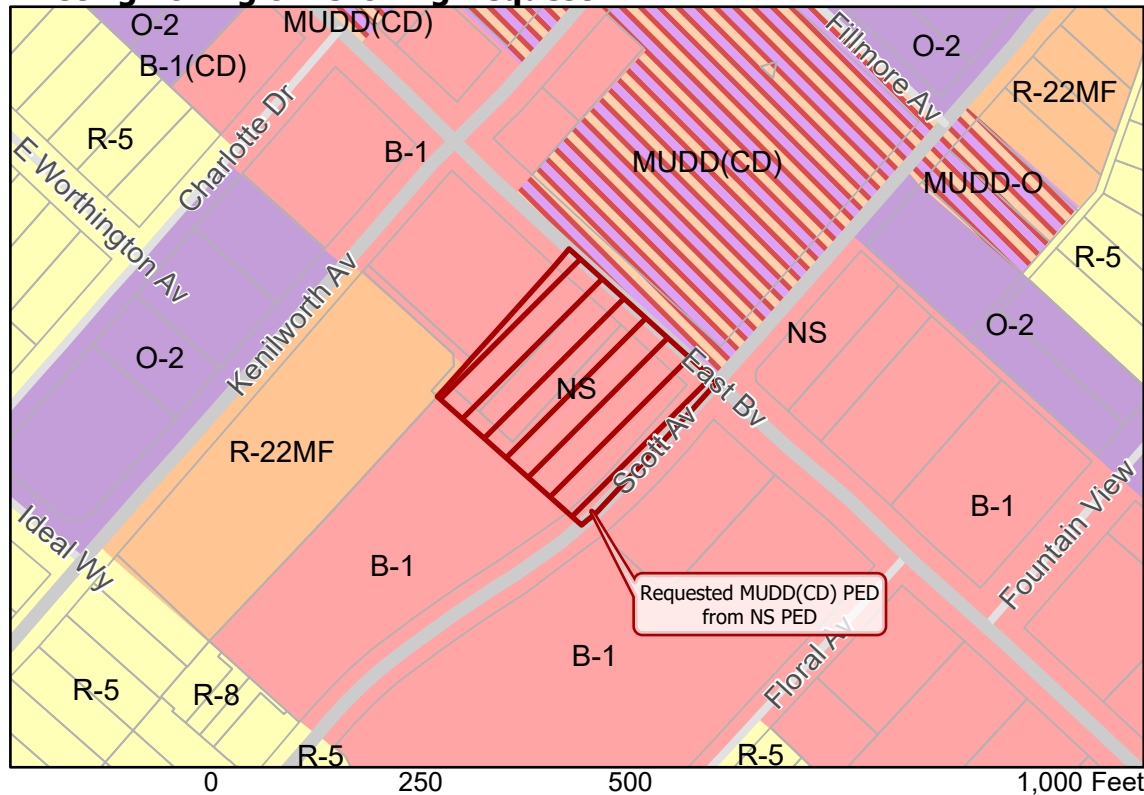 O-2
MUDD(CD)
B-1(CD)
Fillmore Av
O-2
R-22MF
R-5
Charlotte Dr
B-1
MUDD(CD)
MUDD-O
E Worthington Av
R-5
O-2
Kenilworth Av
NS
O-2
NS
East Bv
Scott Av
R-22MF
B-1
Fountain View
Ideal Wy
B-1
Requested MUDD(CD) PED
from NS PED
B-1
Floral Av
R-5
R-8
R-5
R-5
0 250 500 1,000 Feet